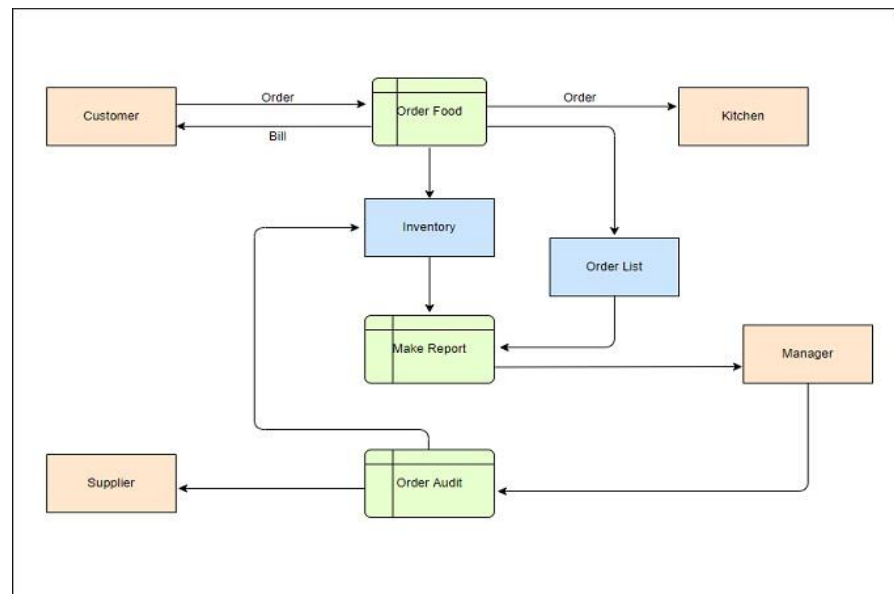 Order
Order
Customer
Order Food
Kitchen
Bill
Inventory
Order List
Make Report
Manager
Supplier
Order Audit